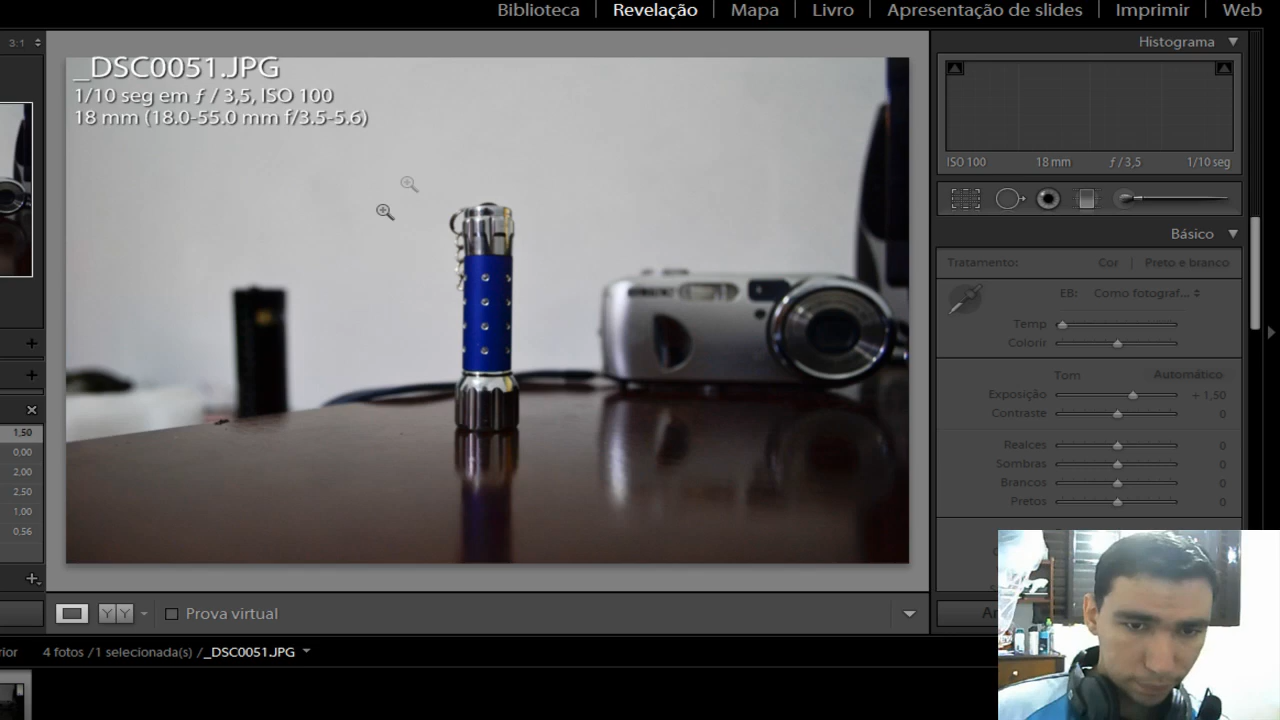 Biblioteca | Revelação | Mapa | Livro | Apresentação de slides | Imprimir | Web
3:1
Histograma
_DSC0051.JPG
1/10 seg em ƒ / 3,5, ISO 100
18 mm (18.0-55.0 mm f/3.5-5.6)
ISO 100 18 mm ƒ / 3,5 1/10 seg
Básico
Tratamento: Cor | Preto e branco
EB: Como fotograf...
Temp
Colorir
Tom Automático
Exposição + 1,50
Contraste 0
Realces 0
Sombras 0
Brancos 0
Pretos 0
1,50
0.00
2.00
2.50
1.00
0.56
Prova virtual
4 fotos /1 selecionada(s) /_DSC0051.JPG